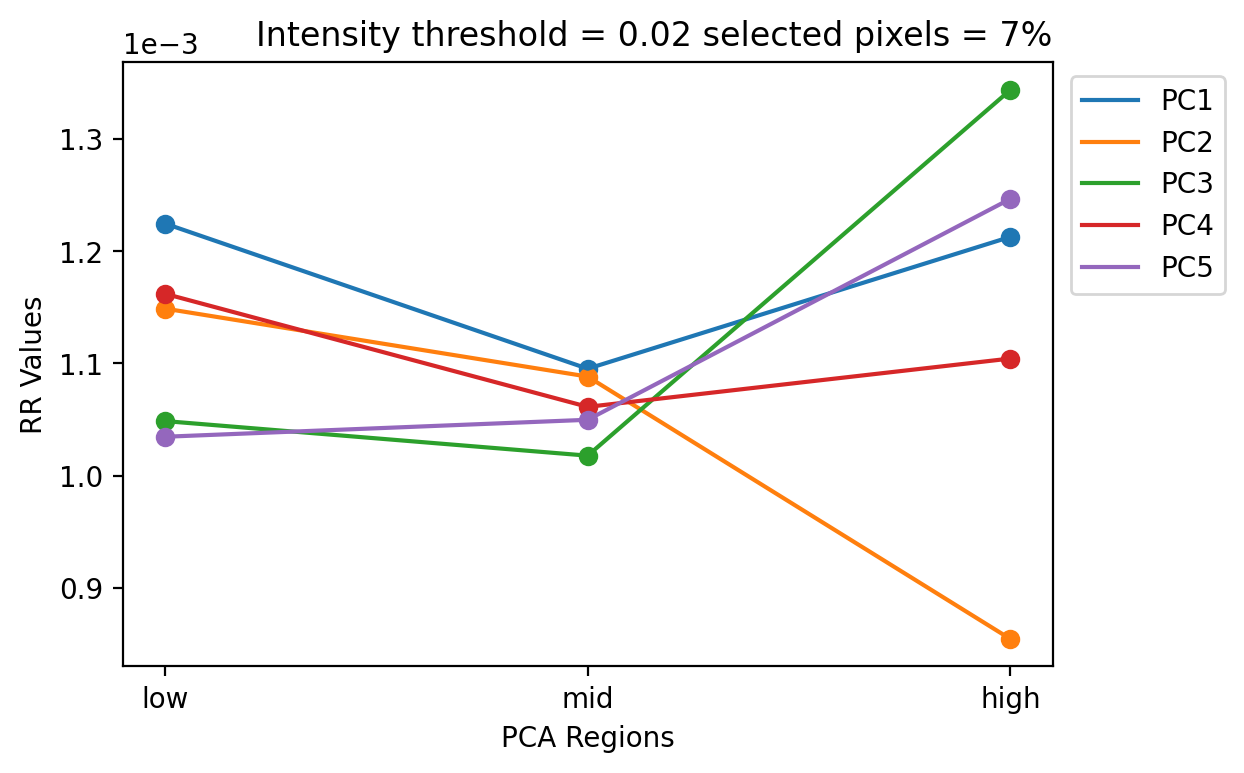 Intensity threshold = 0.02 selected pixels = 7%
1e−3
1.3
1.2
1.1
1.0
0.9
RR Values
low
mid
high
PCA Regions
PC1
PC2
PC3
PC4
PC5